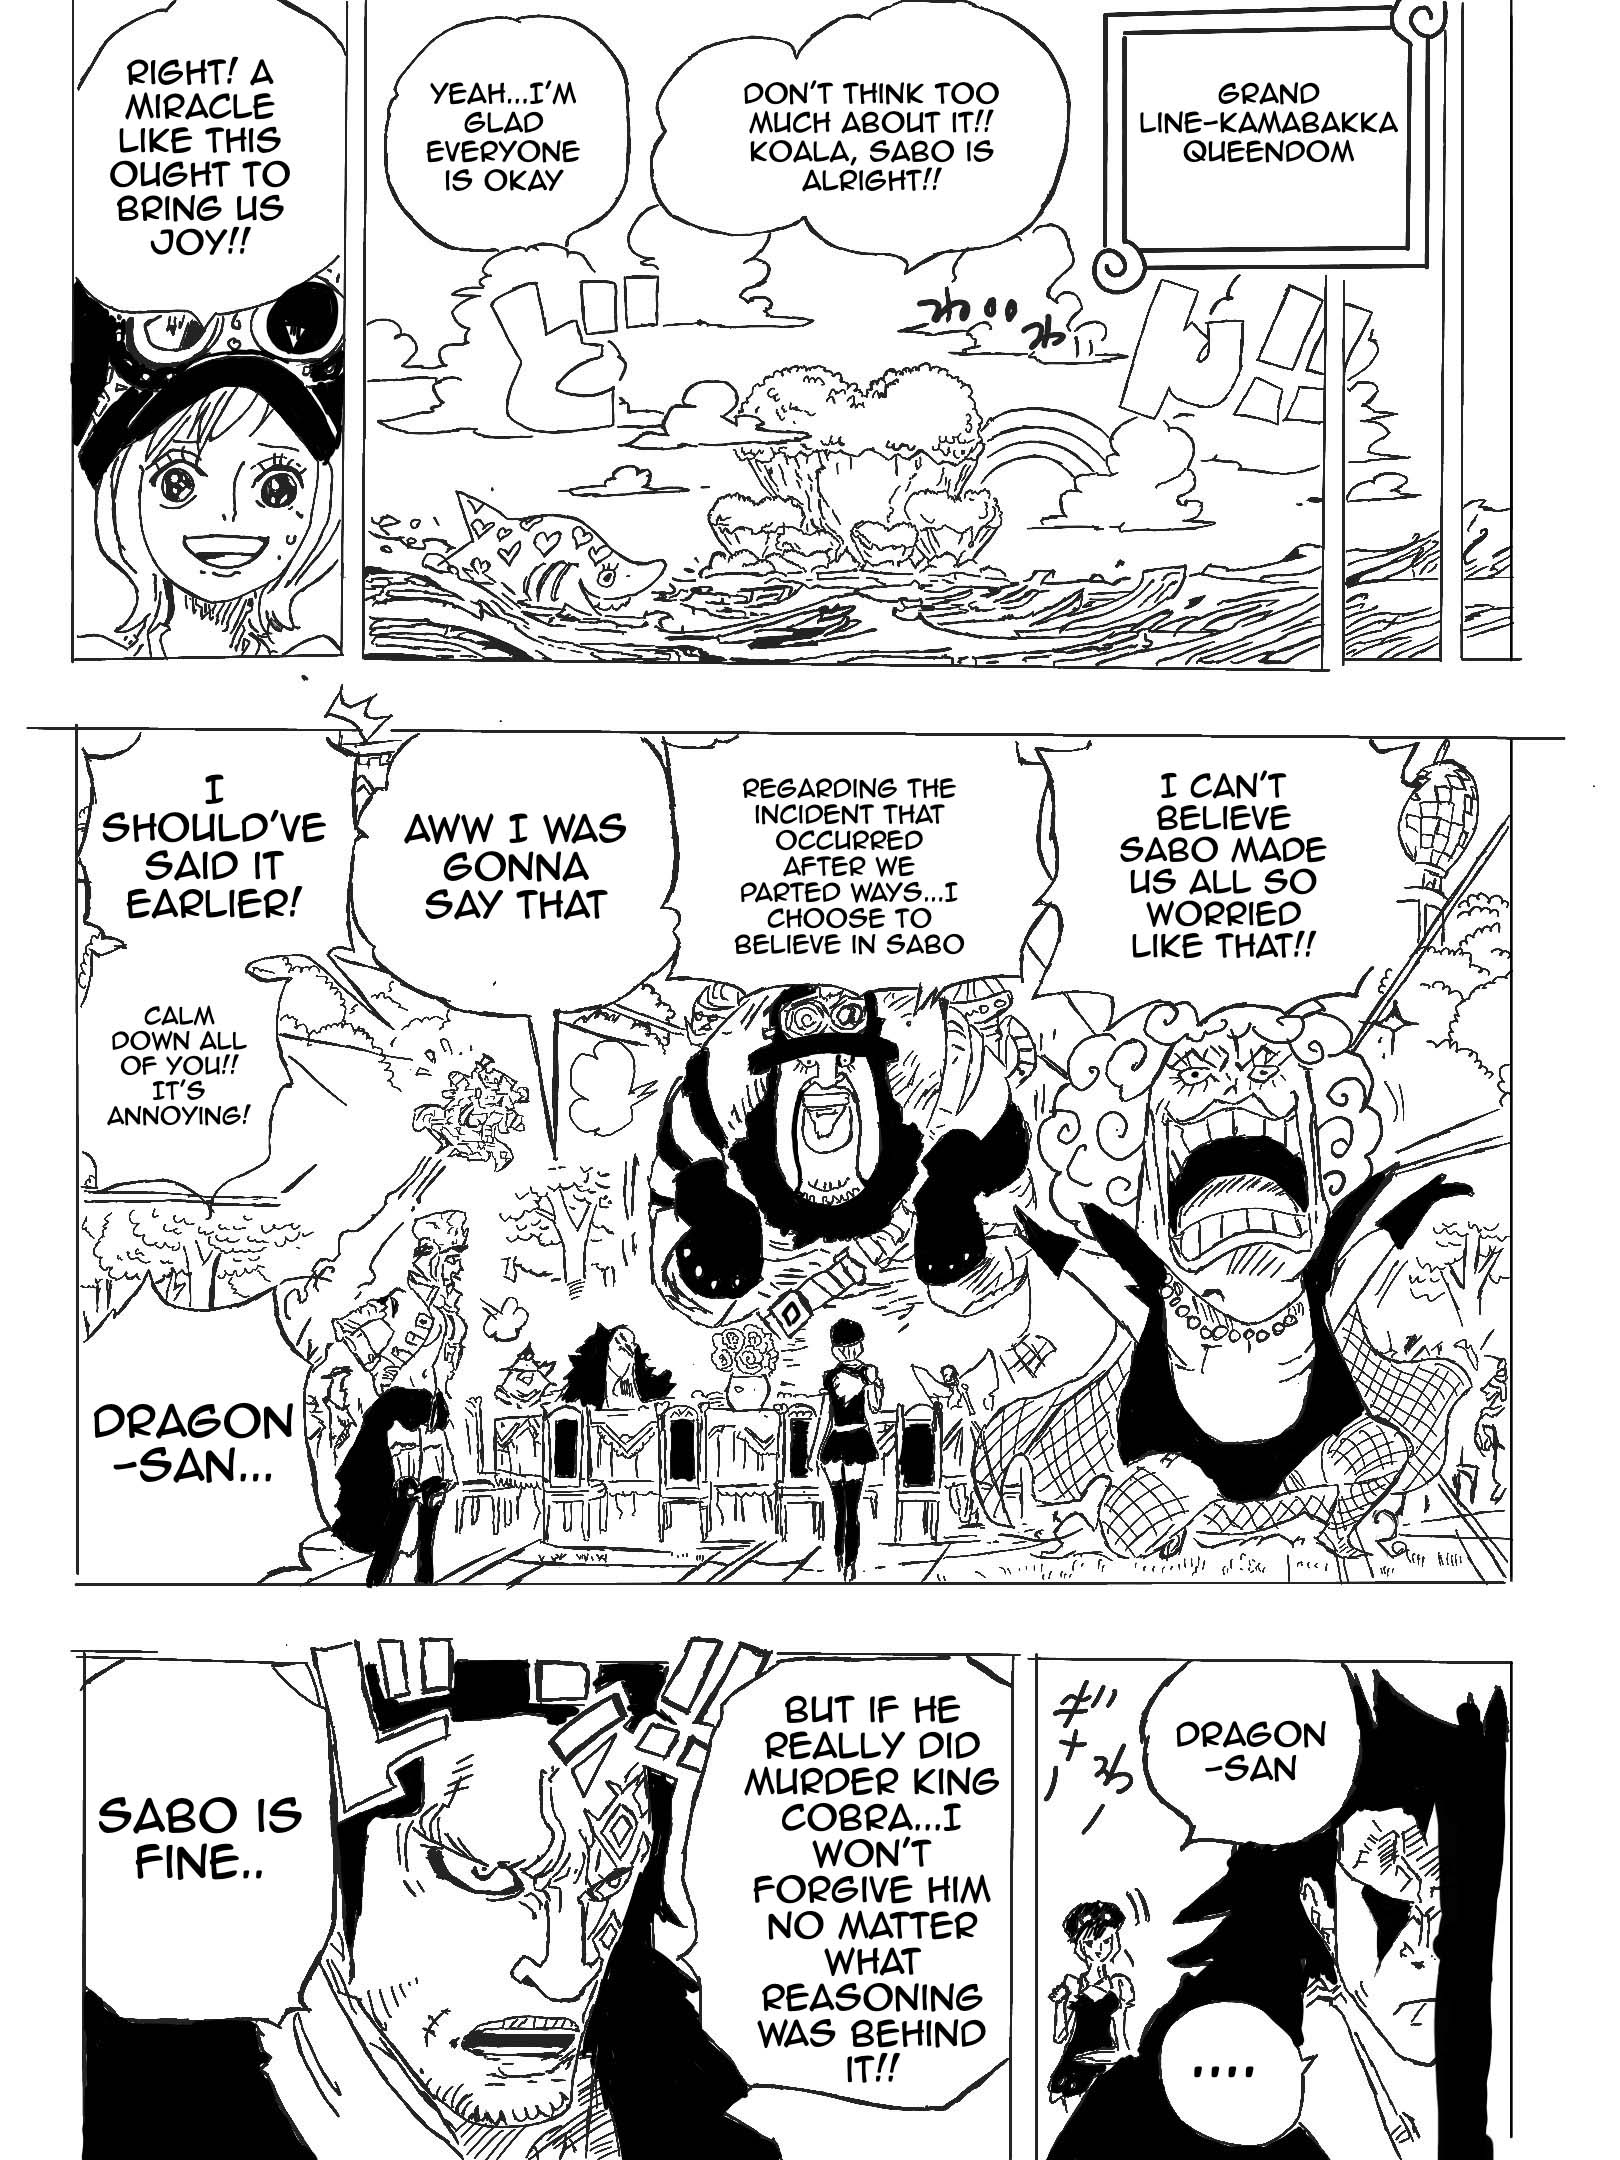 GRAND
LINE-KAMABAKKA
QUEENDOM
DON'T THINK TOO
MUCH ABOUT IT!!
KOALA, SABO IS
ALRIGHT!!
YEAH...I'M
GLAD
EVERYONE
IS OKAY
RIGHT! A
MIRACLE
LIKE THIS
OUGHT TO
BRING US
JOY!!
I CAN'T
BELIEVE
SABO MADE
US ALL SO
WORRIED
LIKE THAT!!
REGARDING THE
INCIDENT THAT
OCCURRED
AFTER WE
PARTED WAYS...I
CHOOSE TO
BELIEVE IN SABO
AWW I WAS
GONNA
SAY THAT
I
SHOULD'VE
SAID IT
EARLIER!
CALM
DOWN ALL
OF YOU!!
IT'S
ANNOYING!
DRAGON
-SAN...
DRAGON
-SAN
....
BUT IF HE
REALLY DID
MURDER KING
COBRA...I
WON'T
FORGIVE HIM
NO MATTER
WHAT
REASONING
WAS BEHIND
IT!!
SABO IS
FINE..